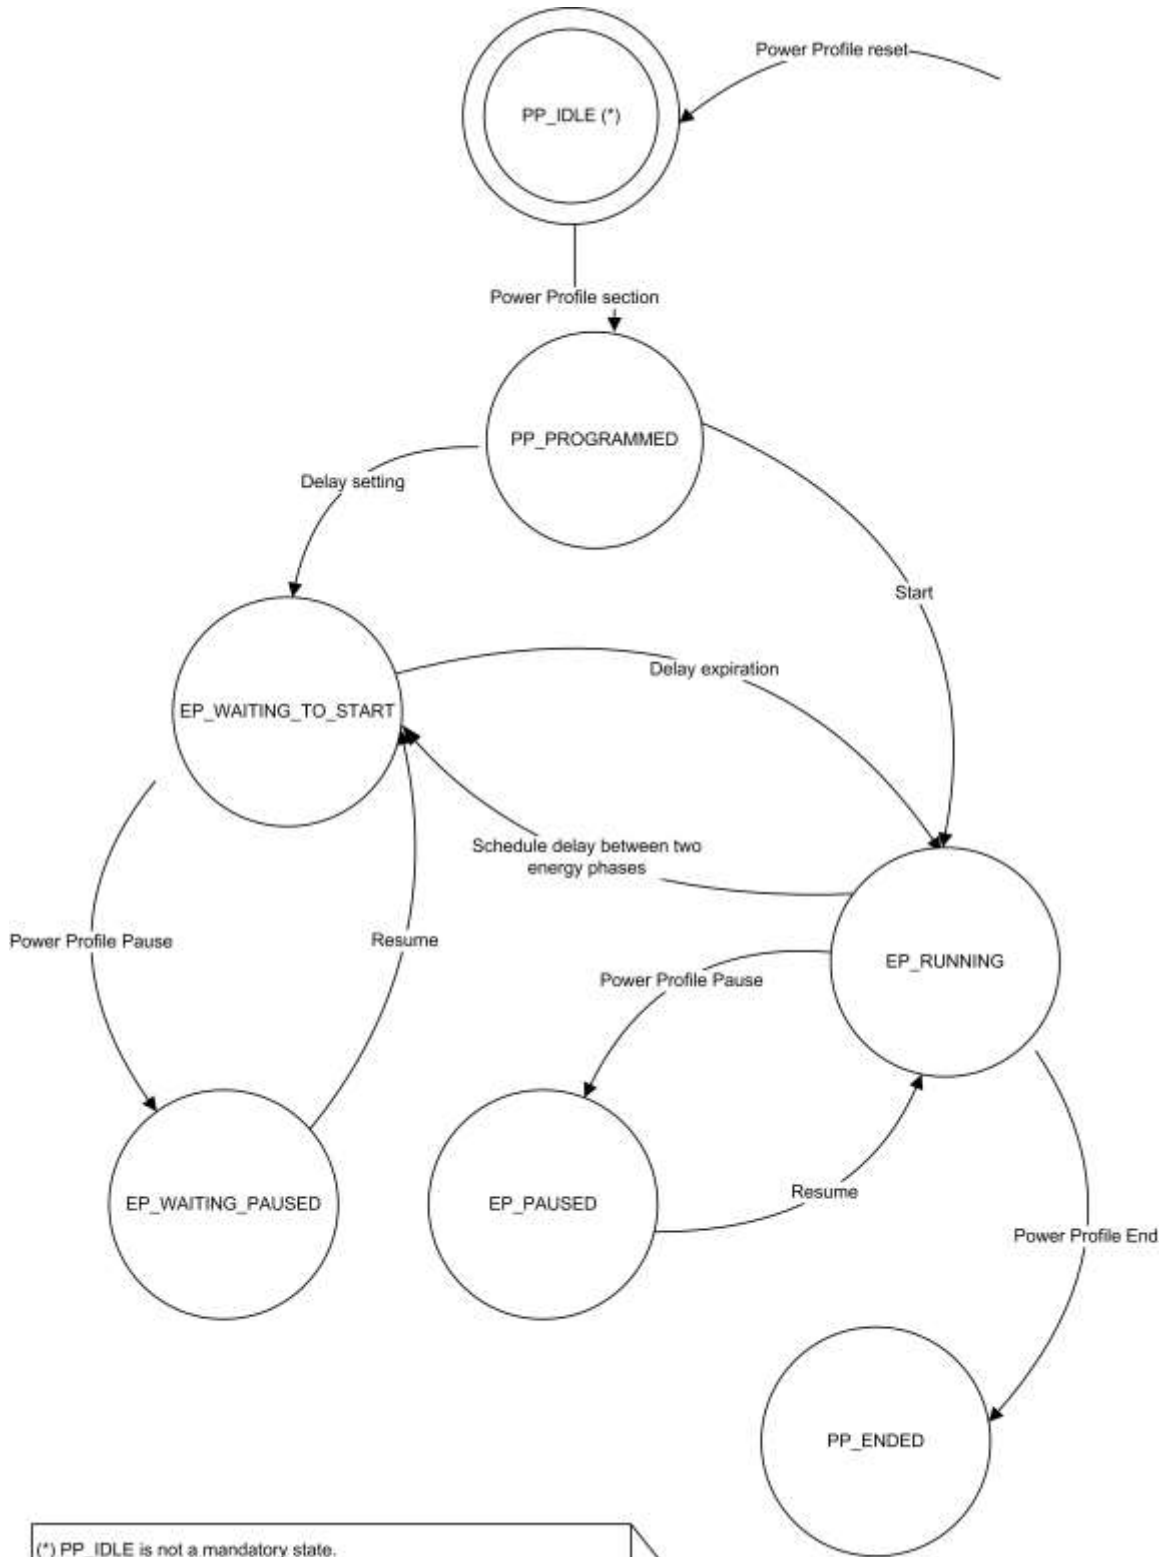 Power Profile reset
PP_IDLE (*)
Power Profile section
PP_PROGRAMMED
Delay setting
Start
Delay expiration
EP_WAITING_TO_START
Schedule delay between two
energy phases
Power Profile Pause
Resume
EP_RUNNING
Power Profile Pause
Resume
EP_WAITING_PAUSED
EP_PAUSED
Power Profile End
PP_ENDED
(*) PP_IDLE is not a mandatory state.